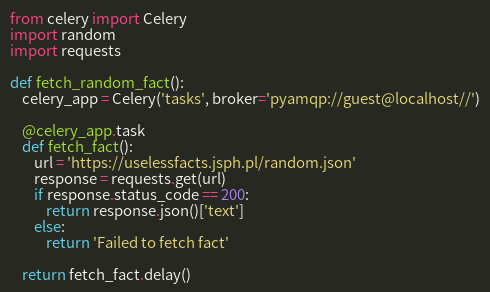 from celery import Celery
import random
import requests

def fetch_random_fact():
    celery_app = Celery('tasks', broker='pyamqp://guest@localhost//')

    @celery_app.task
    def fetch_fact():
        url = 'https://uselessfacts.jsph.pl/random.json'
        response = requests.get(url)
        if response.status_code == 200:
            return response.json()['text']
        else:
            return 'Failed to fetch fact'

    return fetch_fact.delay()